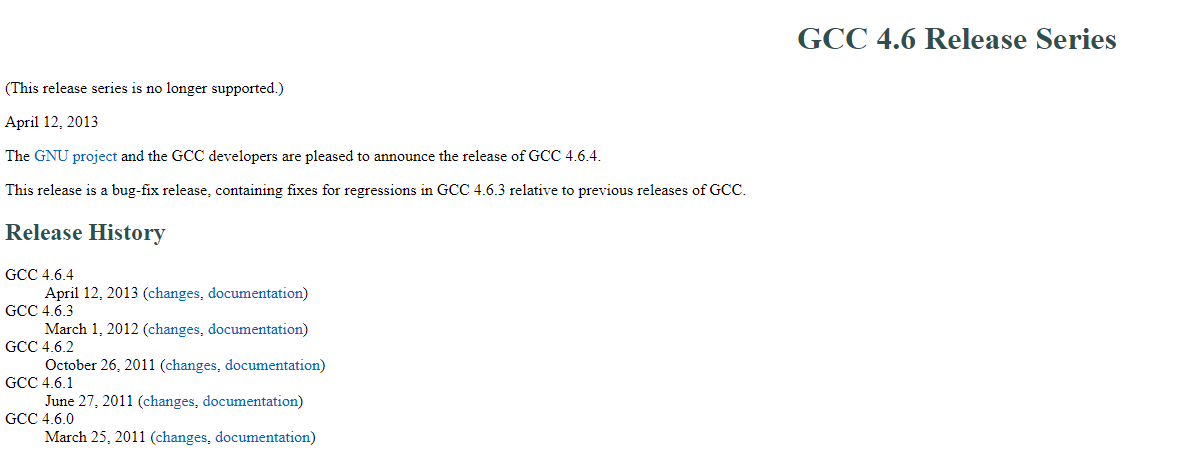 GCC 4.6 Release Series
(This release series is no longer supported.)
April 12, 2013
The GNU project and the GCC developers are pleased to announce the release of GCC 4.6.4.
This release is a bug-fix release, containing fixes for regressions in GCC 4.6.3 relative to previous releases of GCC.
Release History
GCC 4.6.4
April 12, 2013 (changes, documentation)
GCC 4.6.3
March 1, 2012 (changes, documentation)
GCC 4.6.2
October 26, 2011 (changes, documentation)
GCC 4.6.1
June 27, 2011 (changes, documentation)
GCC 4.6.0
March 25, 2011 (changes, documentation)